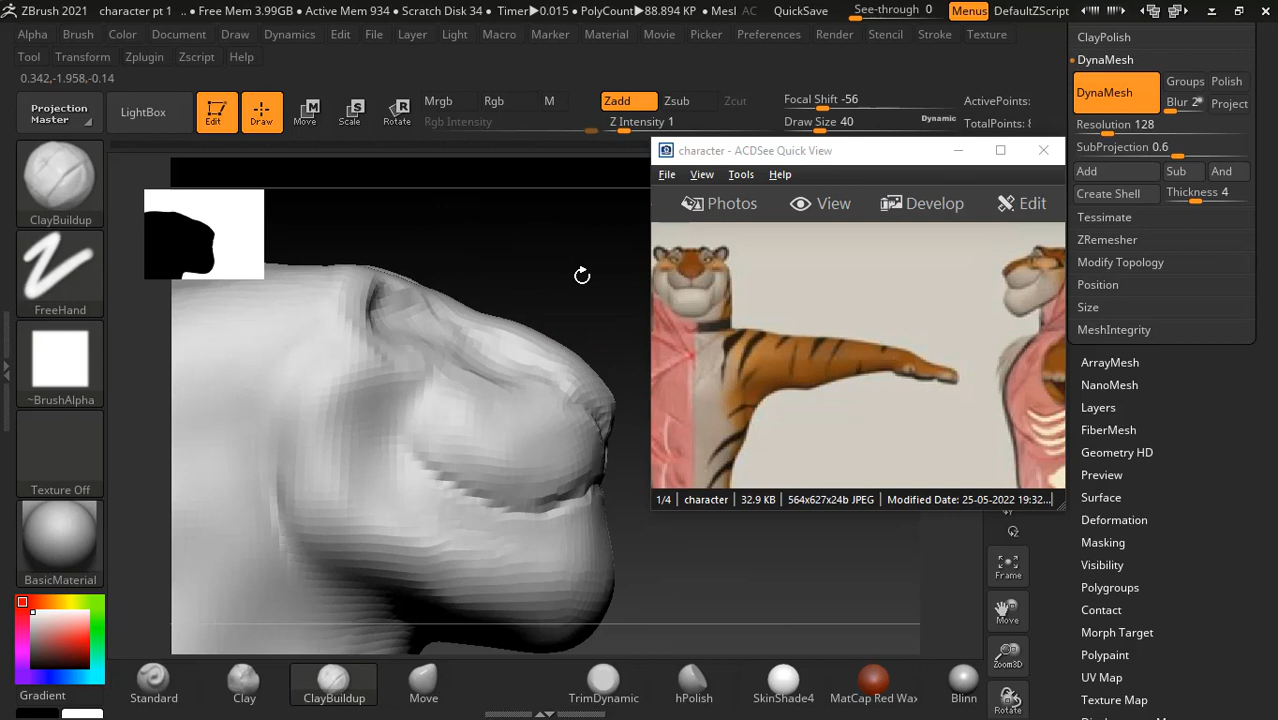 ZBrush 2021 character pt 1 .. • Free Mem 3.99GB • Active Mem 934 • Scratch Disk 34 • Timer▶0.015 • PolyCount▶88.894 KP • Mesl AC QuickSave See-through 0 Menus DefaultZScript
Alpha Brush Color Document Draw Dynamics Edit File Layer Light Macro Marker Material Movie Picker Preferences Render Stencil Stroke Texture
Tool Transform Zplugin Zscript Help
0.342,-1.958,-0.14
Projection Master
LightBox
Edit
Draw
Move
Scale
Rotate
Mrgb Rgb M
Rgb Intensity
Zadd Zsub Zcut
Z Intensity 1
Focal Shift -56
Draw Size 40 Dynamic
ActivePoints:
TotalPoints: 8
ClayBuildup
FreeHand
~BrushAlpha
Texture Off
BasicMaterial
Gradient
character - ACDSee Quick View
File View Tools Help
Photos View Develop Edit
1/4 character 32.9 KB 564x627x24b JPEG Modified Date: 25-05-2022 19:32...
Frame
Move
Zoom3D
Rotate
ClayPolish
DynaMesh
DynaMesh
Groups Polish
Blur 2 Project
Resolution 128
SubProjection 0.6
Add Sub And
Create Shell Thickness 4
Tessimate
ZRemesher
Modify Topology
Position
Size
MeshIntegrity
ArrayMesh
NanoMesh
Layers
FiberMesh
Geometry HD
Preview
Surface
Deformation
Masking
Visibility
Polygroups
Contact
Morph Target
Polypaint
UV Map
Texture Map
Standard Clay ClayBuildup Move TrimDynamic hPolish SkinShade4 MatCap Red Wax Blinn